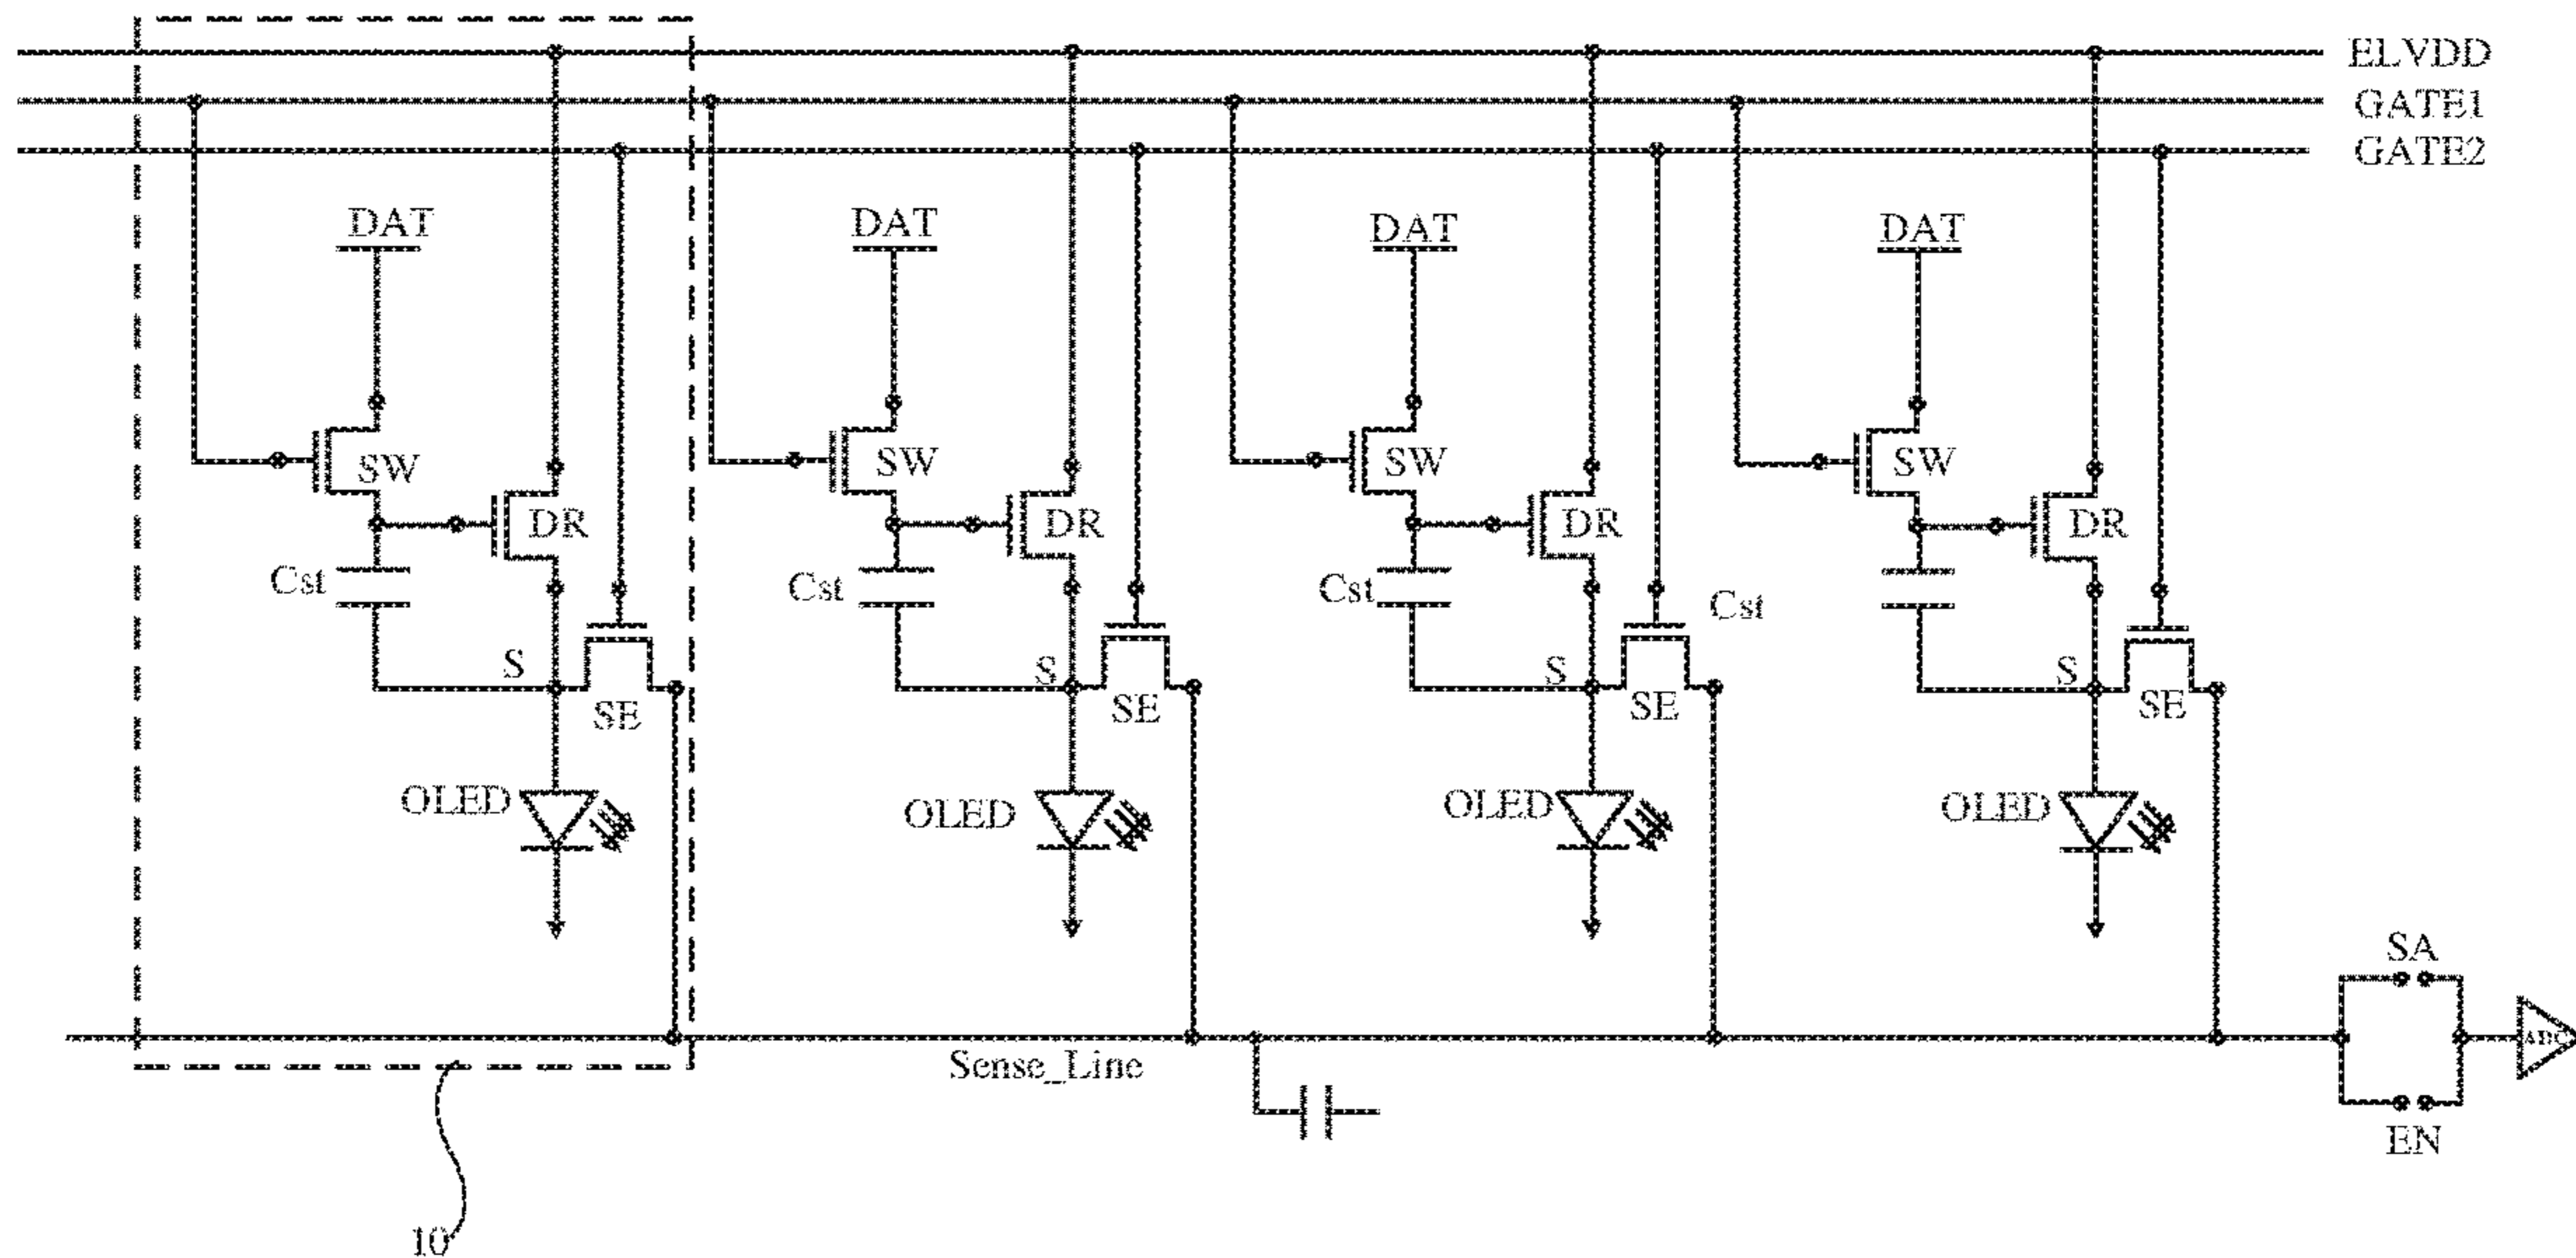 ELVDD
GATE1
GATE2
DAT DAT DAT DAT
SW SW SW SW
DR DR DR DR
Cst Cst Cst Cst
S S S S
SE SE SE SE
OLED OLED OLED OLED
SA
ADC
Sense_Line
EN
10